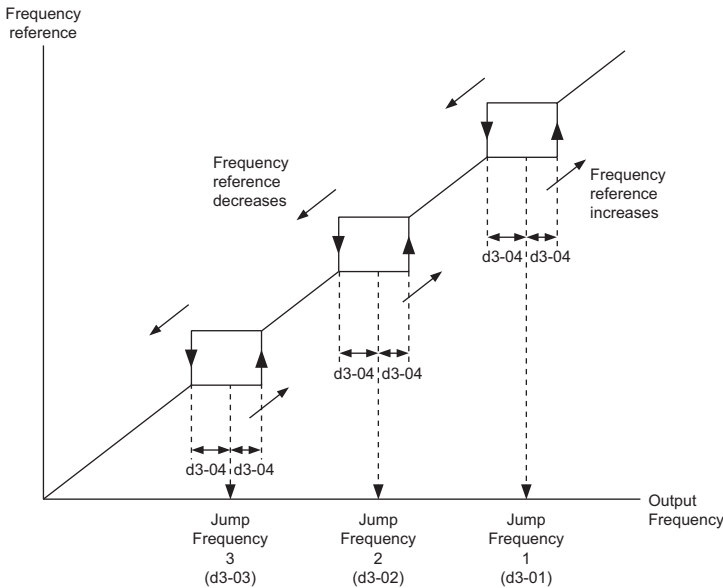 Frequency
reference
Frequency
reference
decreases
Frequency
reference
increases
d3-04 d3-04
d3-04 d3-04
d3-04 d3-04
Output
Frequency
Jump
Frequency
3
(d3-03)
Jump
Frequency
2
(d3-02)
Jump
Frequency
1
(d3-01)